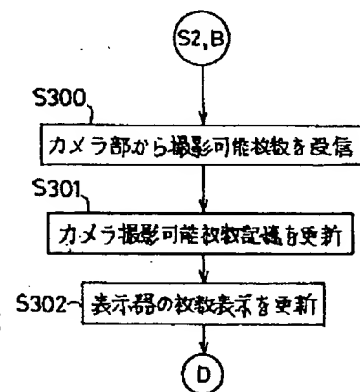 S2,B
S300
カメラ部から撮影可能枚数を受信
S301
カメラ撮影可能枚数記憶を更新
S302
表示器の枚数表示を更新
D